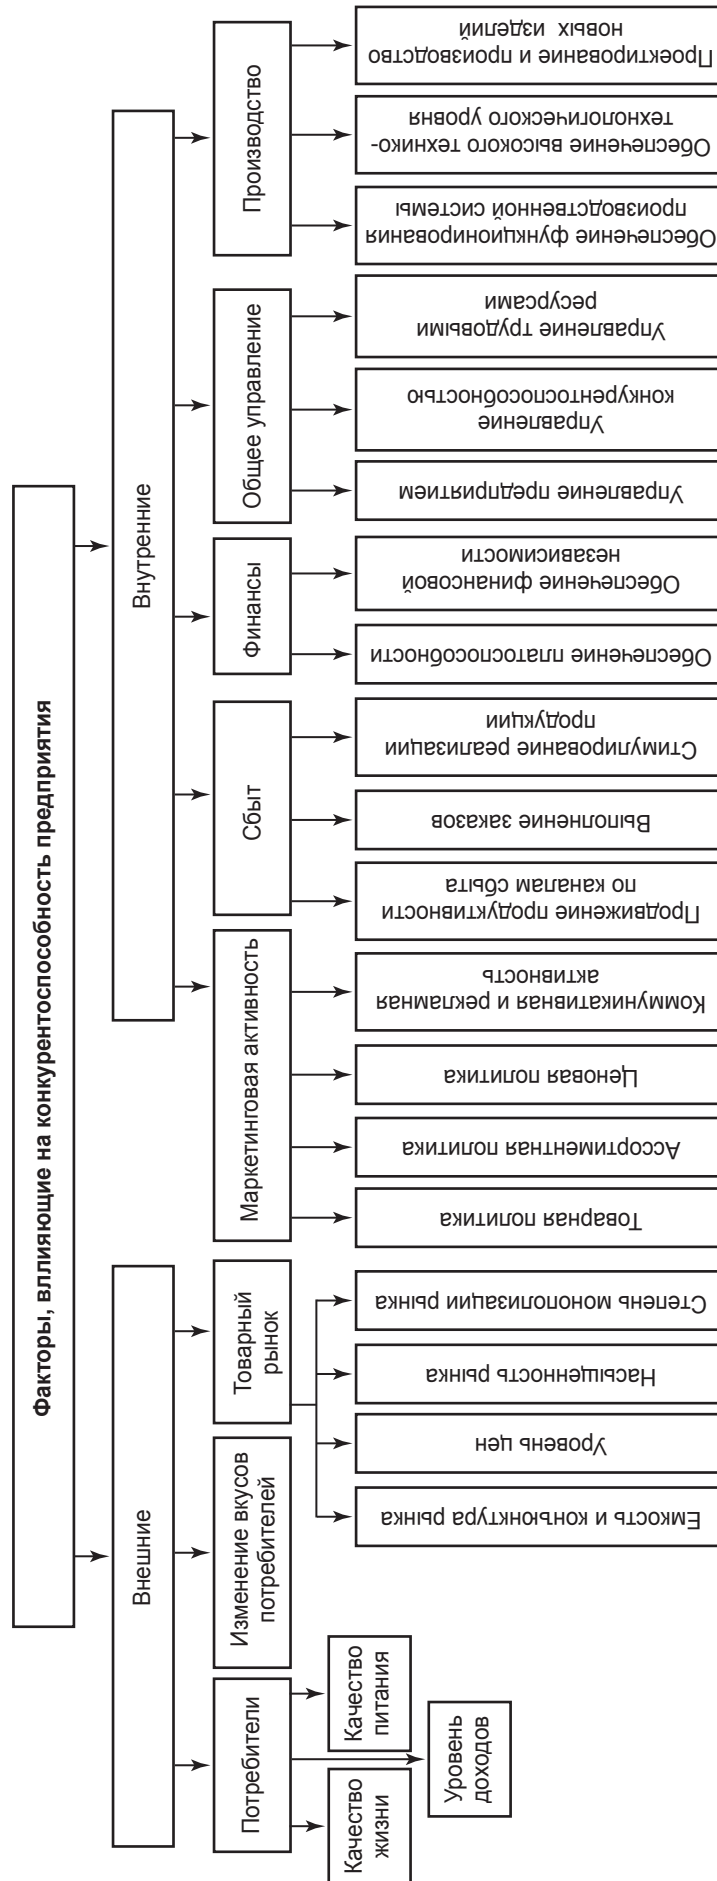 Факторы, вллияющие на конкурентоспособность предприятия
Внешние
Внутренние
Потребители
Изменение вкусов
потребителей
Товарный
рынок
Маркетинговая активность
Сбыт
Финансы
Общее управление
Производство
Качество
жизни
Уровень
доходов
Качество
питания
Емкость и конъюнктура рынка
Уровень цен
Насыщенность рынка
Степень монополизации рынка
Товарная политика
Ассортиментная политика
Ценовая политика
Коммуникативная и рекламная
активность
Продвижение продуктивности
по каналам сбыта
Выполнение заказов
Стимулирование реализации
продукции
Обеспечение платоспособности
Обеспечение финансовой
независимости
Управление предприятием
Управление
конкурентоспособностью
Управление трудовыми
ресурсами
Обеспечение функционирования
производственной системы
Обеспечение высокого технико-
технологического уровня
Проектирование и производство
новых изделий